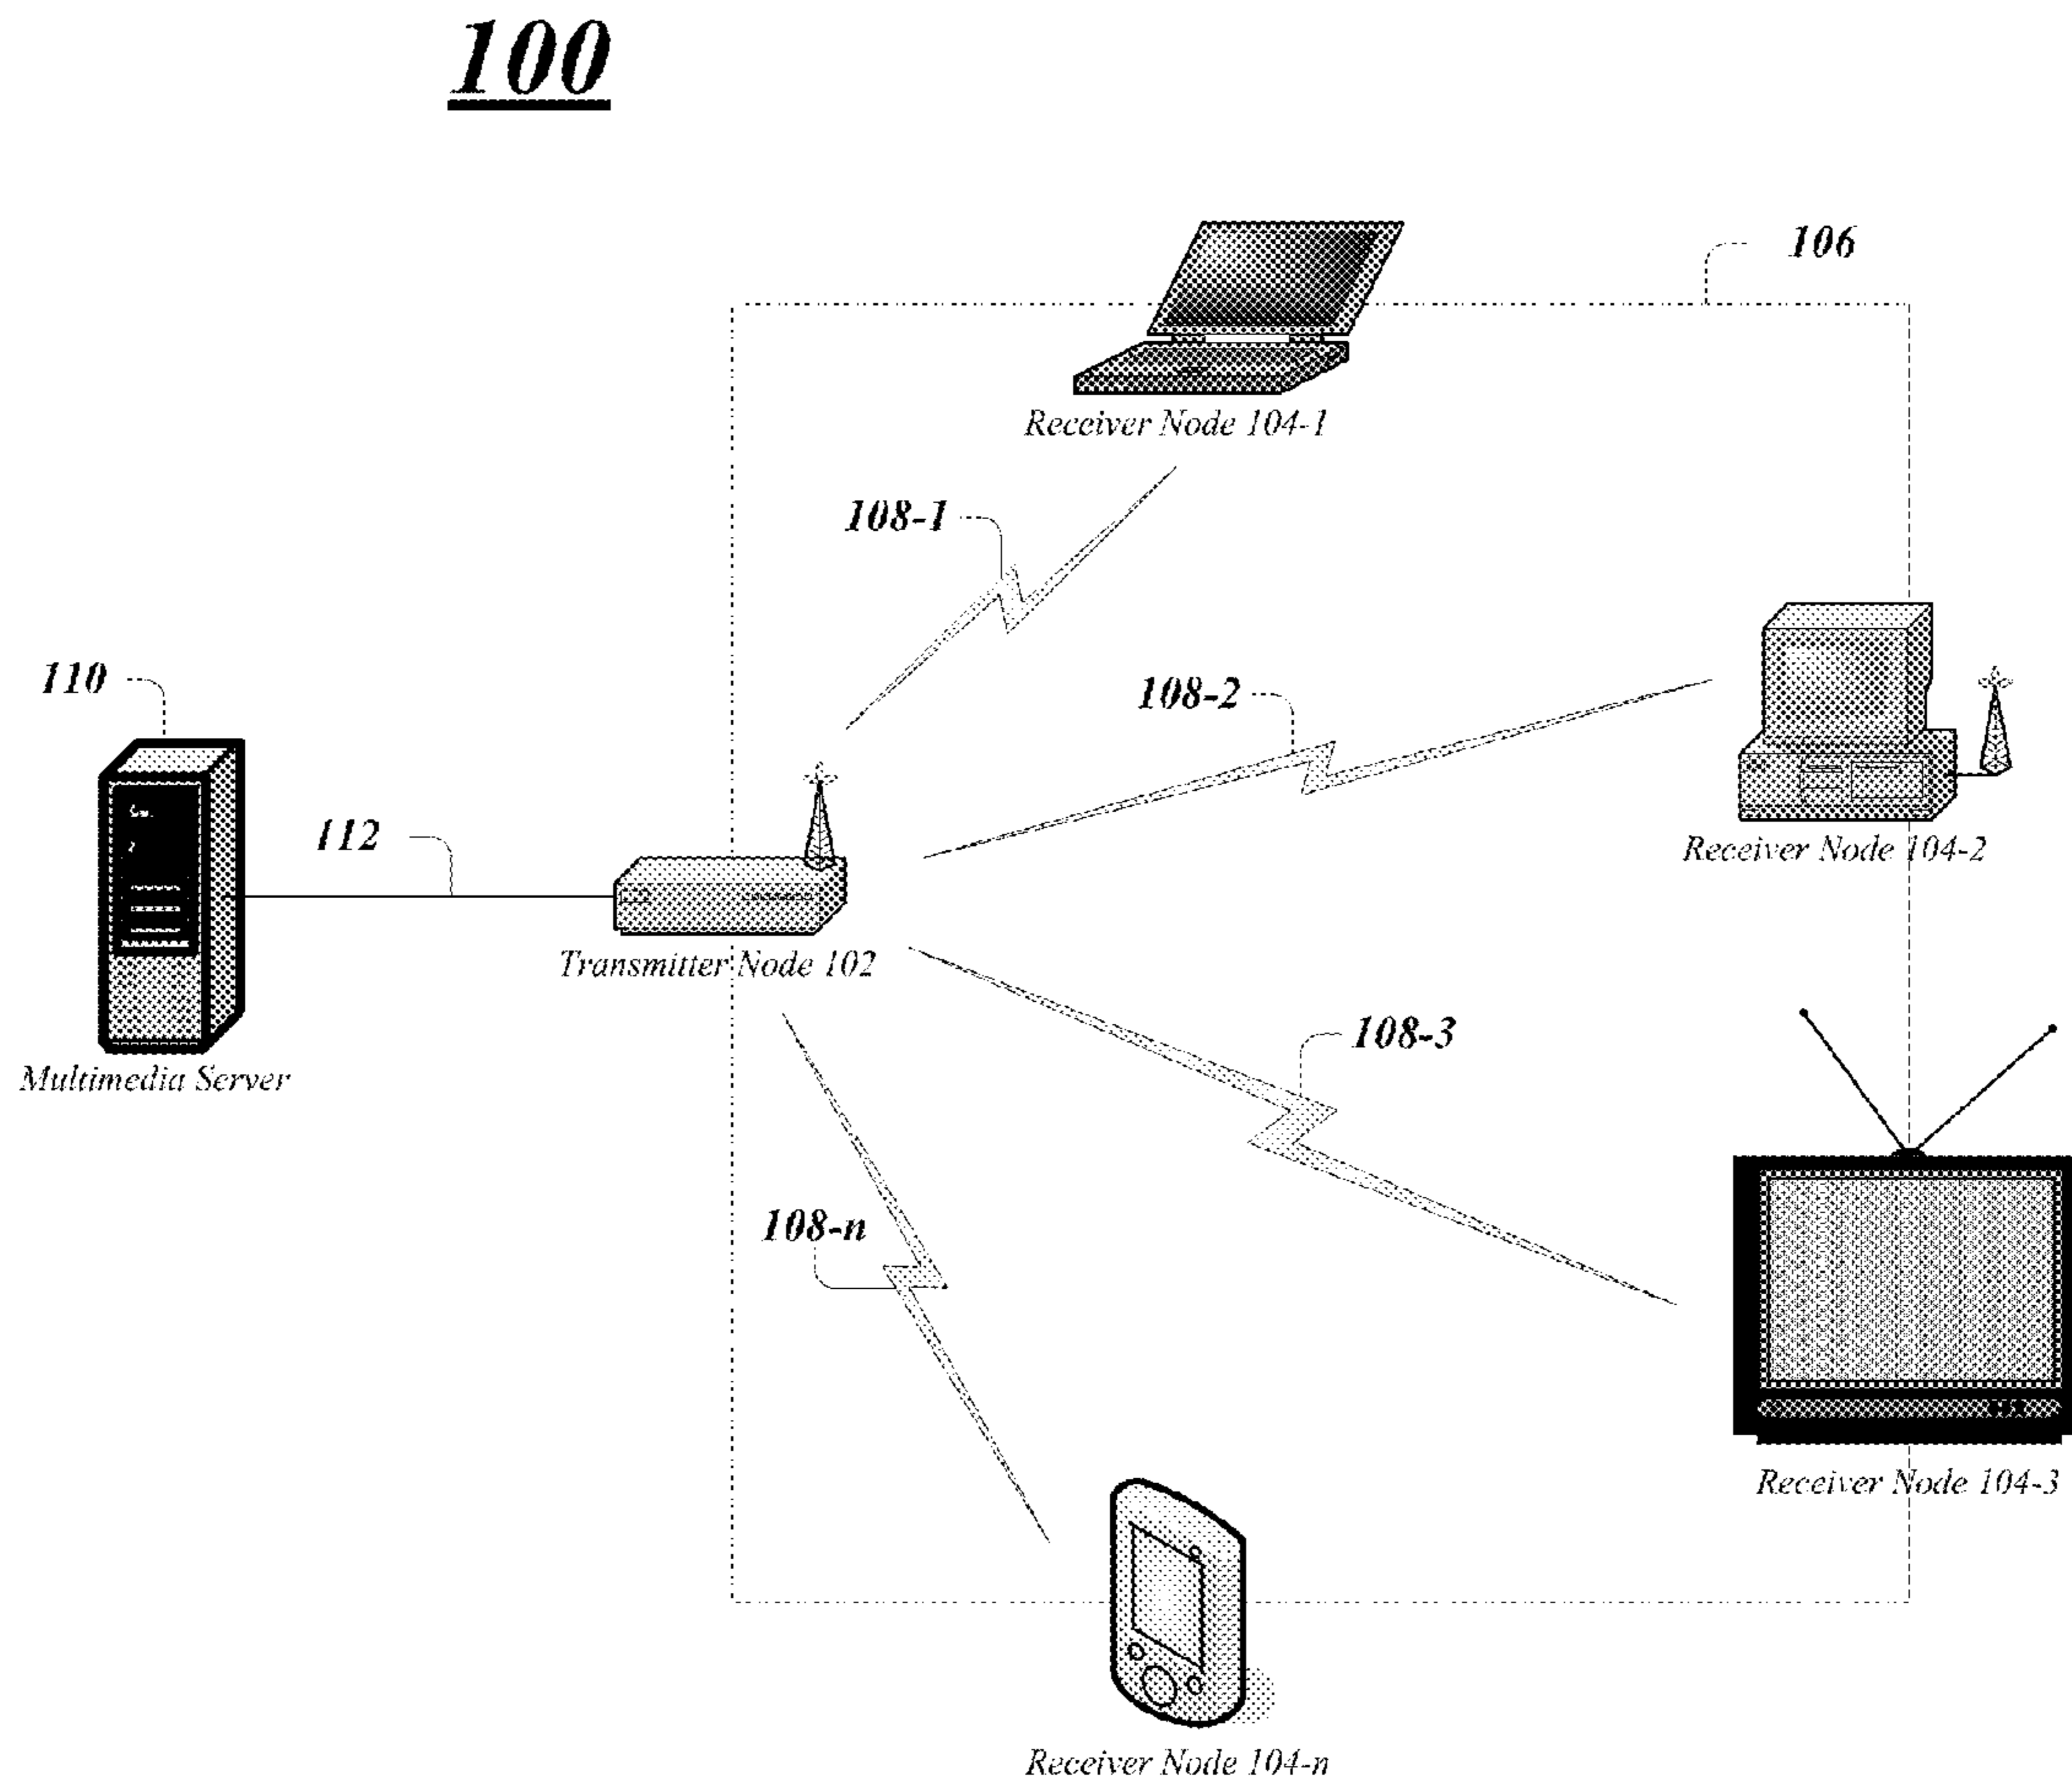 100
106
Receiver Node 104-1
108-1
110
108-2
112
Receiver Node 104-2
Transmitter Node 102
108-3
Multimedia Server
108-n
Receiver Node 104-3
Receiver Node 104-n